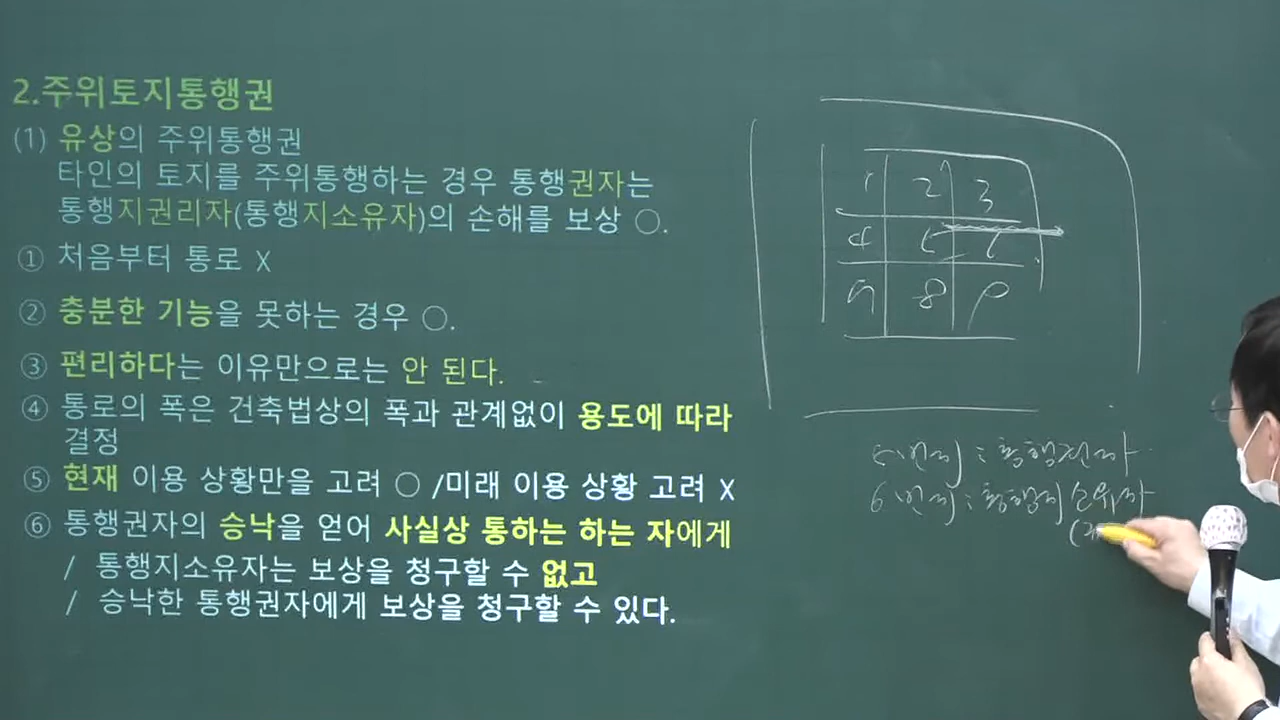 2.주위토지통행권
(1) 유상의 주위통행권
타인의 토지를 주위통행하는 경우 통행권자는
통행지권리자(통행지소유자)의 손해를 보상 ○.
① 처음부터 통로 X
② 충분한 기능을 못하는 경우 ○.
③ 편리하다는 이유만으로는 안 된다.
④ 통로의 폭은 건축법상의 폭과 관계없이 용도에 따라
결정
⑤ 현재 이용 상황만을 고려 ○ /미래 이용 상황 고려 X
⑥ 통행권자의 승낙을 얻어 사실상 통하는 하는 자에게
/ 통행지소유자는 보상을 청구할 수 없고
/ 승낙한 통행권자에게 보상을 청구할 수 있다.
1 2 3
4 5 6
7 8 9
5번지 : 통행권자
6번지 : 통행지 소유자